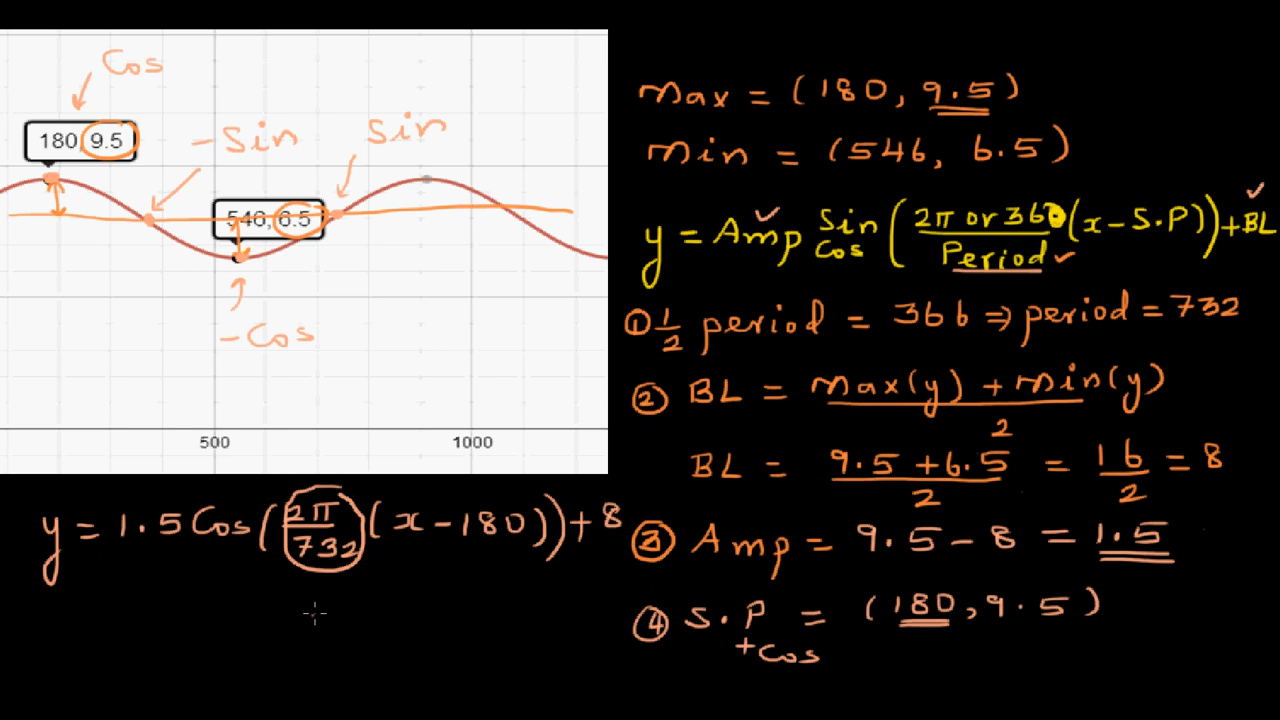 Cos
180, 9.5
-Sin
Sin
546, 6.5
-Cos
500
1000
y = 1.5 Cos(2π/732 (x - 180)) + 8
Max = (180, 9.5)
Min = (546, 6.5)
y = Amp Sin Cos (2π or 360/Period (x - S.P)) + BL
① 1/2 period = 366 ⇒ period = 732
② BL = Max(y) + Min(y)/2
BL = 9.5 + 6.5/2 = 16/2 = 8
③ Amp = 9.5 - 8 = 1.5
④ S.P = (180, 9.5)
+Cos